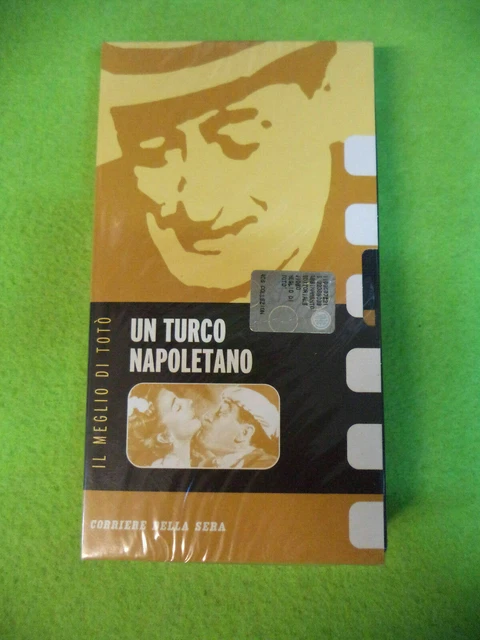 UN TURCO
NAPOLETANO
IL MEGLIO DI TOTÒ
CORRIERE DELLA SERA